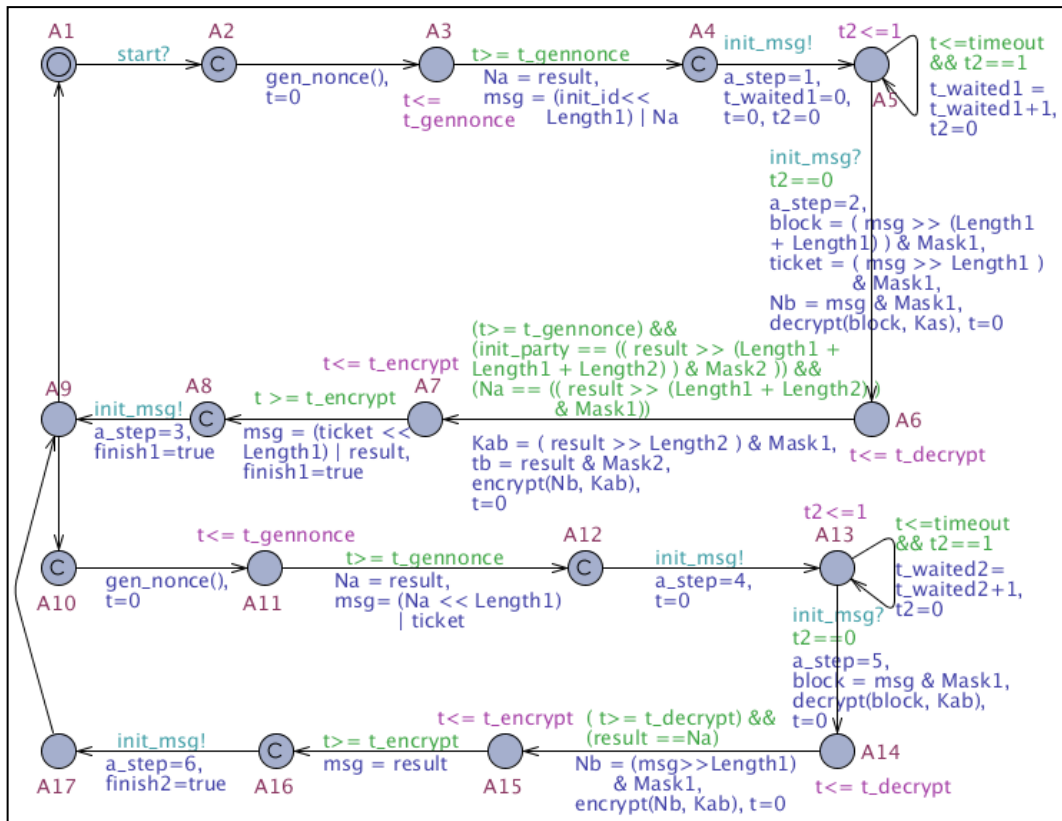 A1
start?
A2
C
gen_nonce(),
t=0
A3
t<=
t_gennonce
t>= t_gennonce
Na = result,
msg = (init_id<<
Length1) | Na
A4
C
init_msg!
a_step=1,
t_waited1=0,
t=0, t2=0
t2<=1
A5
t<=timeout
&& t2==1
t_waited1 =
t_waited1+1,
t2=0
init_msg?
t2==0
a_step=2,
block = ( msg >> (Length1
+ Length1) ) & Mask1,
ticket = ( msg >> Length1 )
& Mask1,
Nb = msg & Mask1,
decrypt(block, Kas), t=0
A6
t<= t_decrypt
(t>= t_gennonce) &&
(init_party == (( result >> (Length1 +
Length1 + Length2) ) & Mask2 )) &&
(Na == (( result >> (Length1 + Length2) )
& Mask1))
Kab = ( result >> Length2 ) & Mask1,
tb = result & Mask2,
encrypt(Nb, Kab),
t=0
t<= t_encrypt
A7
t >= t_encrypt
msg = (ticket <<
Length1) | result,
finish1=true
A8
C
init_msg!
a_step=3,
finish1=true
A9
C
A10
gen_nonce(),
t=0
t<= t_gennonce
A11
t>= t_gennonce
Na = result,
msg= (Na << Length1)
| ticket
A12
C
init_msg!
a_step=4,
t=0
t2<=1
A13
t<=timeout
&& t2==1
t_waited2=
t_waited2+1,
t2=0
init_msg?
t2==0
a_step=5,
block = msg & Mask1,
decrypt(block, Kab),
t=0
A14
t<= t_decrypt
( t>= t_decrypt) &&
(result ==Na)
Nb = (msg>>Length1)
& Mask1,
encrypt(Nb, Kab), t=0
t<= t_encrypt
A15
t>= t_encrypt
msg = result
C
A16
init_msg!
a_step=6,
finish2=true
A17